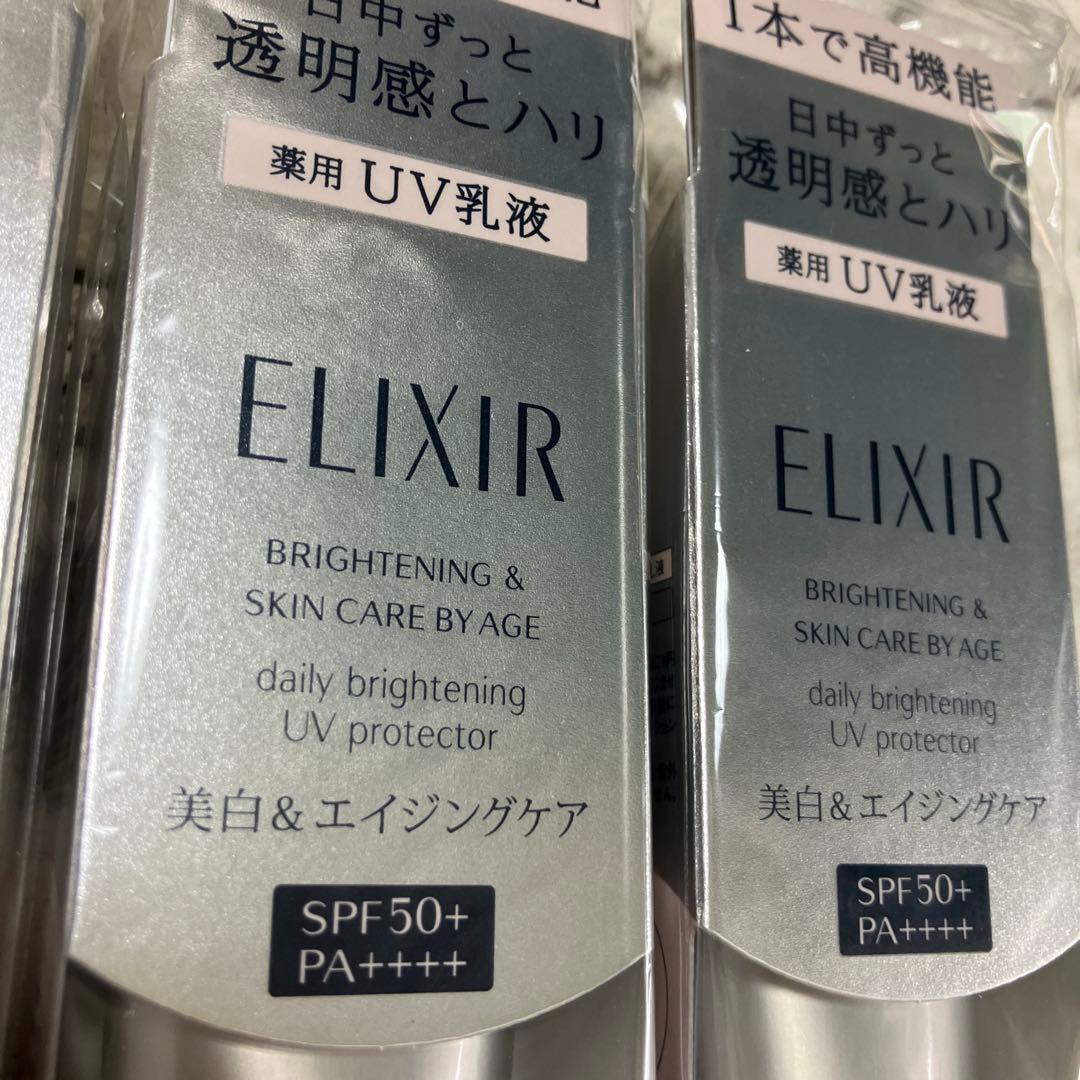 日中ずっと
透明感とハリ
薬用 UV乳液
ELIXIR
BRIGHTENING &
SKIN CARE BY AGE
daily brightening
UV protector
美白&エイジングケア
SPF50+
PA++++
1本で高機能
日中ずっと
透明感とハリ
薬用 UV乳液
ELIXIR
BRIGHTENING &
SKIN CARE BY AGE
daily brightening
UV protector
美白&エイジングケア
SPF50+
PA++++